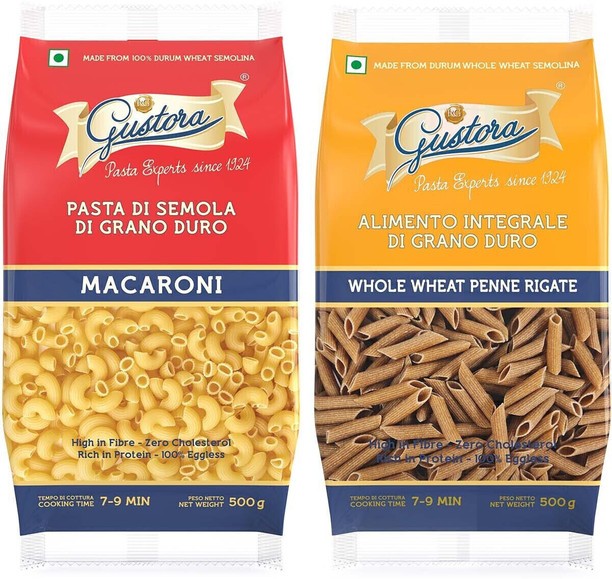 MADE FROM 100% DURUM WHEAT SEMOLINA
Gustora
®
Pasta Experts since 1924
PASTA DI SEMOLA
DI GRANO DURO
MACARONI
High in Fibre - Zero Cholesterol
Rich in Protein - 100% Eggless
TEMPO DI COTTURA
COOKING TIME 7-9 MIN
PESO NETTO
NET WEIGHT 500g
MADE FROM DURUM WHOLE WHEAT SEMOLINA
Gustora
®
Pasta Experts since 1924
ALIMENTO INTEGRALE
DI GRANO DURO
WHOLE WHEAT PENNE RIGATE
High in Fibre - Zero Cholesterol
Rich in Protein - 100% Eggless
TEMPO DI COTTURA
COOKING TIME 7-9 MIN
PESO NETTO
NET WEIGHT 500g